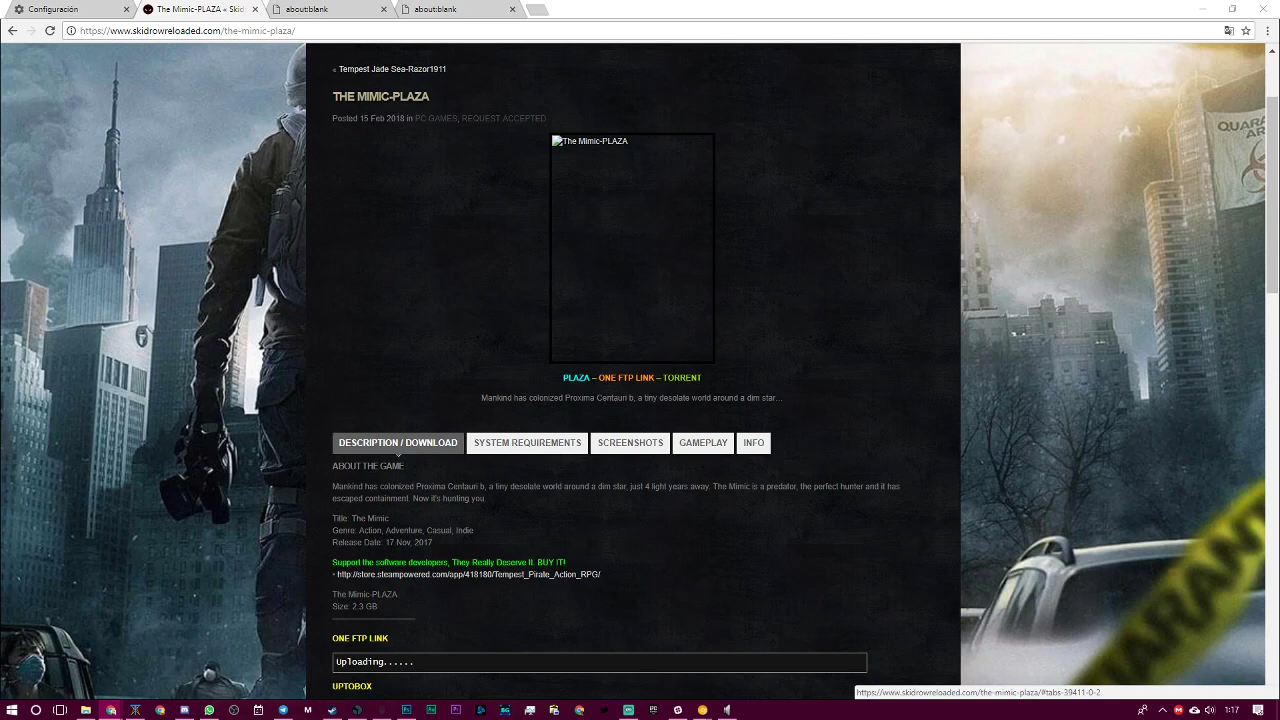 Configuración
The Mimic-PLAZA « Skid
about:blank
about:blank
https://www.skidrowreloaded.com/the-mimic-plaza/
« Tempest Jade Sea-Razor1911
THE MIMIC-PLAZA
Posted 15 Feb 2018 in PC GAMES, REQUEST ACCEPTED
The Mimic-PLAZA
PLAZA – ONE FTP LINK – TORRENT
Mankind has colonized Proxima Centauri b, a tiny desolate world around a dim star…
DESCRIPTION / DOWNLOAD
SYSTEM REQUIREMENTS
SCREENSHOTS
GAMEPLAY
INFO
ABOUT THE GAME
Mankind has colonized Proxima Centauri b, a tiny desolate world around a dim star, just 4 light years away. The Mimic is a predator, the perfect hunter and it has
escaped containment. Now it's hunting you.
Title: The Mimic
Genre: Action, Adventure, Casual, Indie
Release Date: 17 Nov, 2017
Support the software developers, They Really Deserve It. BUY IT!
• http://store.steampowered.com/app/418180/Tempest_Pirate_Action_RPG/
The Mimic-PLAZA
Size: 2.3 GB
ONE FTP LINK
Uploading......
UPTOBOX
QUARA
AR
QUARAN
https://www.skidrowreloaded.com/the-mimic-plaza/#tabs-39411-0-2
1:17